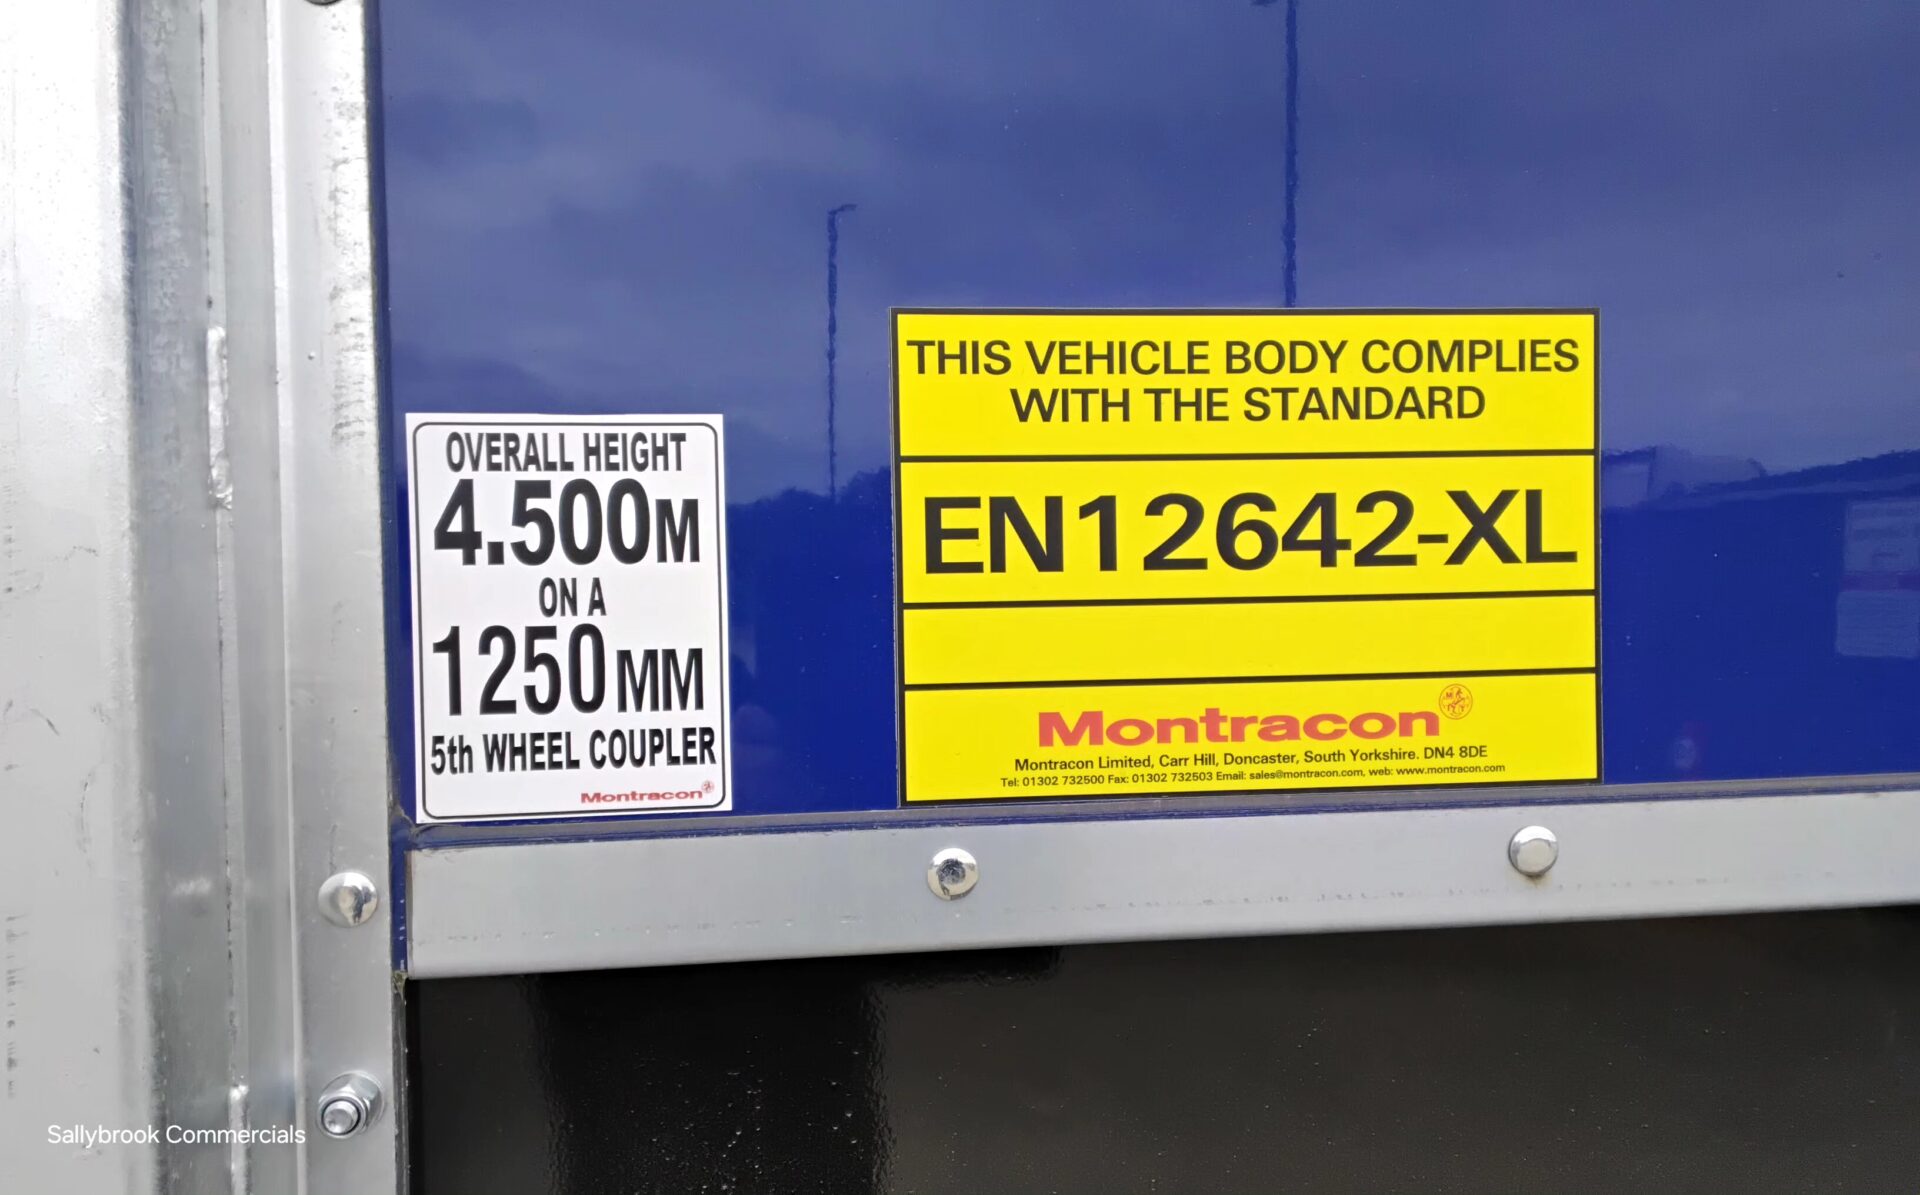 OVERALL HEIGHT
4.500M
ON A
1250MM
5th WHEEL COUPLER
Montracon
THIS VEHICLE BODY COMPLIES
WITH THE STANDARD
EN12642-XL
Montracon
Montracon Limited, Carr Hill, Doncaster, South Yorkshire. DN4 8DE
Tel: 01302 732500 Fax: 01302 732503 Email: sales@montracon.com, web: www.montracon.com
Sallybrook Commercials